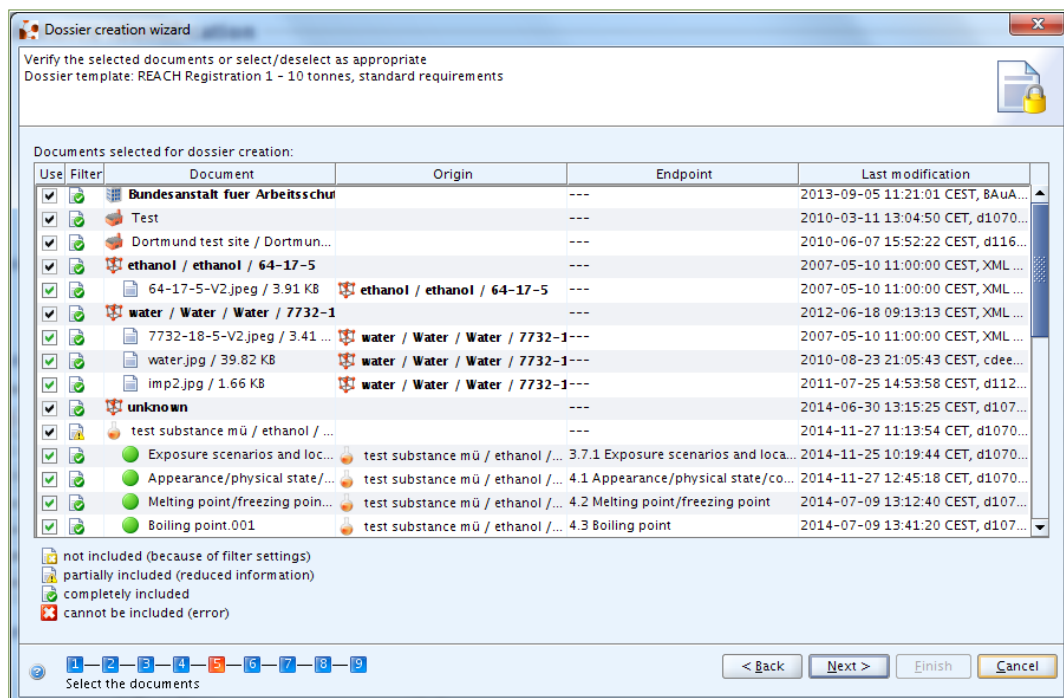 Dossier creation wizard
Verify the selected documents or select/deselect as appropriate
Dossier template: REACH Registration 1 - 10 tonnes, standard requirements
Documents selected for dossier creation:
Use Filter Document Origin Endpoint Last modification
Bundesanstalt fuer Arbeitsschut --- 2013-09-05 11:21:01 CEST, BAuA...
Test --- 2010-03-11 13:04:50 CET, d1070...
Dortmund test site / Dortmun... --- 2010-06-07 15:52:22 CEST, d116...
ethanol / ethanol / 64-17-5 --- 2007-05-10 11:00:00 CEST, XML ...
64-17-5-V2.jpeg / 3.91 KB ethanol / ethanol / 64-17-5 --- 2007-05-10 11:00:00 CEST, XML ...
water / Water / Water / 7732-1 --- 2012-06-18 09:13:13 CEST, XML ...
7732-18-5-V2.jpeg / 3.41 ... water / Water / Water / 7732-1 --- 2007-05-10 11:00:00 CEST, XML ...
water.jpg / 39.82 KB water / Water / Water / 7732-1 --- 2010-08-23 21:05:43 CEST, cdee...
imp2.jpg / 1.66 KB water / Water / Water / 7732-1 --- 2011-07-25 14:53:58 CEST, d112...
unknown --- 2014-06-30 13:15:25 CEST, d107...
test substance mü / ethanol / ... --- 2014-11-27 11:13:54 CET, d1070...
Exposure scenarios and loc... test substance mü / ethanol /... 3.7.1 Exposure scenarios and loca... 2014-11-25 10:19:44 CET, d1070...
Appearance/physical state/... test substance mü / ethanol /... 4.1 Appearance/physical state/co... 2014-11-27 12:45:18 CET, d1070...
Melting point/freezing poin... test substance mü / ethanol /... 4.2 Melting point/freezing point 2014-07-09 13:12:40 CEST, d107...
Boiling point.001 test substance mü / ethanol /... 4.3 Boiling point 2014-07-09 13:41:20 CEST, d107...
not included (because of filter settings)
partially included (reduced information)
completely included
cannot be included (error)
1 2 3 4 5 6 7 8 9
Select the documents
< Back Next > Finish Cancel